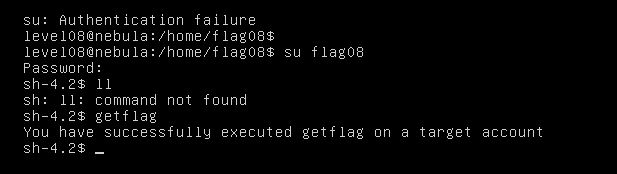 su: Authentication failure
level08@nebula:/home/flag08$
level08@nebula:/home/flag08$ su flag08
Password:
sh-4.2$ ll
sh: ll: command not found
sh-4.2$ getflag
You have successfully executed getflag on a target account
sh-4.2$ _